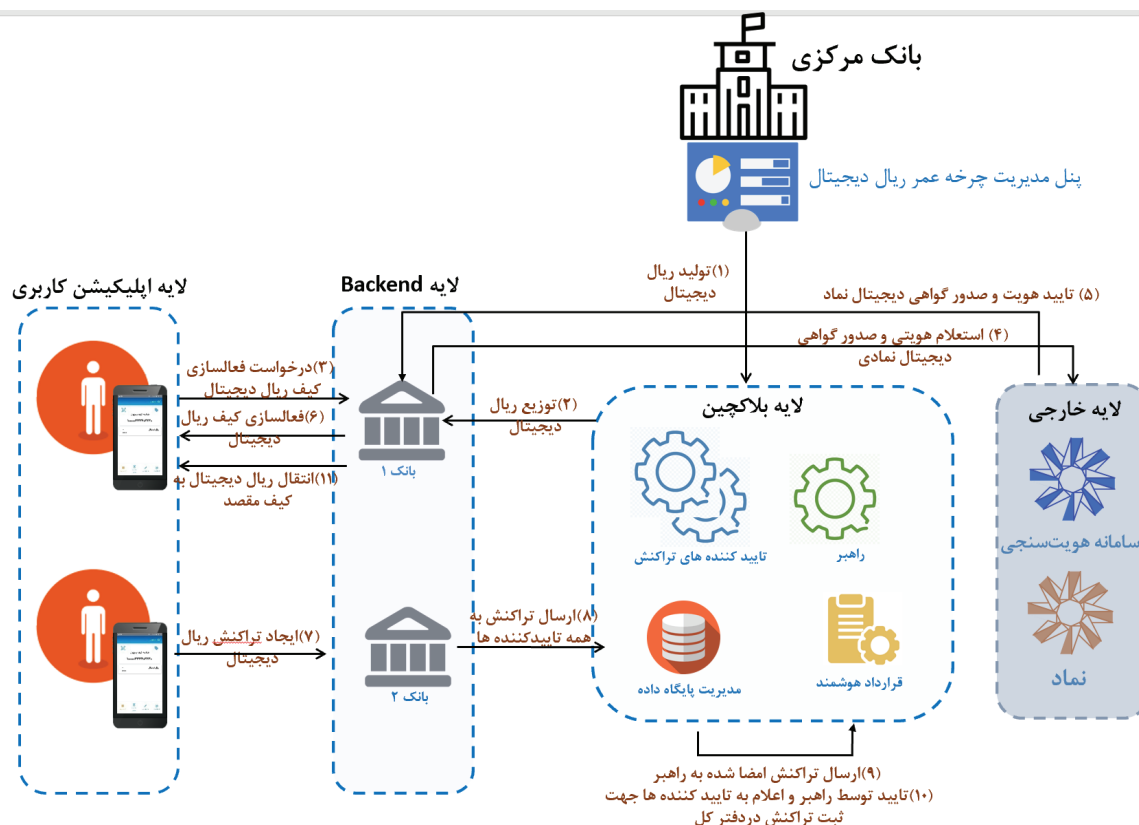 بانک مرکزی
پنل مدیریت چرخه عمر ریال دیجیتال
(۱)تولید ریال
دیجیتال
(۵) تایید هویت و صدور گواهی دیجیتال نماد
(۴) استعلام هویتی و صدور گواهی
دیجیتال نمادی
لایه اپلیکیشن کاربری
لایه Backend
لایه بلاکچین
لایه خارجی
(۳)درخواست فعالسازی
کیف ریال دیجیتال
(۶)فعالسازی کیف ریال
دیجیتال
(۱۱)انتقال ریال دیجیتال به
کیف مقصد
بانک ۱
(۲)توزیع ریال
دیجیتال
تایید کننده های تراکنش
راهبر
سامانه هویت‌سنجی
(۷)ایجاد تراکنش ریال
دیجیتال
بانک ۲
(۸)ارسال تراکنش به
همه تاییدکننده ها
مدیریت پایگاه داده
قرارداد هوشمند
نماد
(۹)ارسال تراکنش امضا شده به راهبر
(۱۰)تایید توسط راهبر و اعلام به تایید کننده ها جهت
ثبت تراکنش دردفتر کل